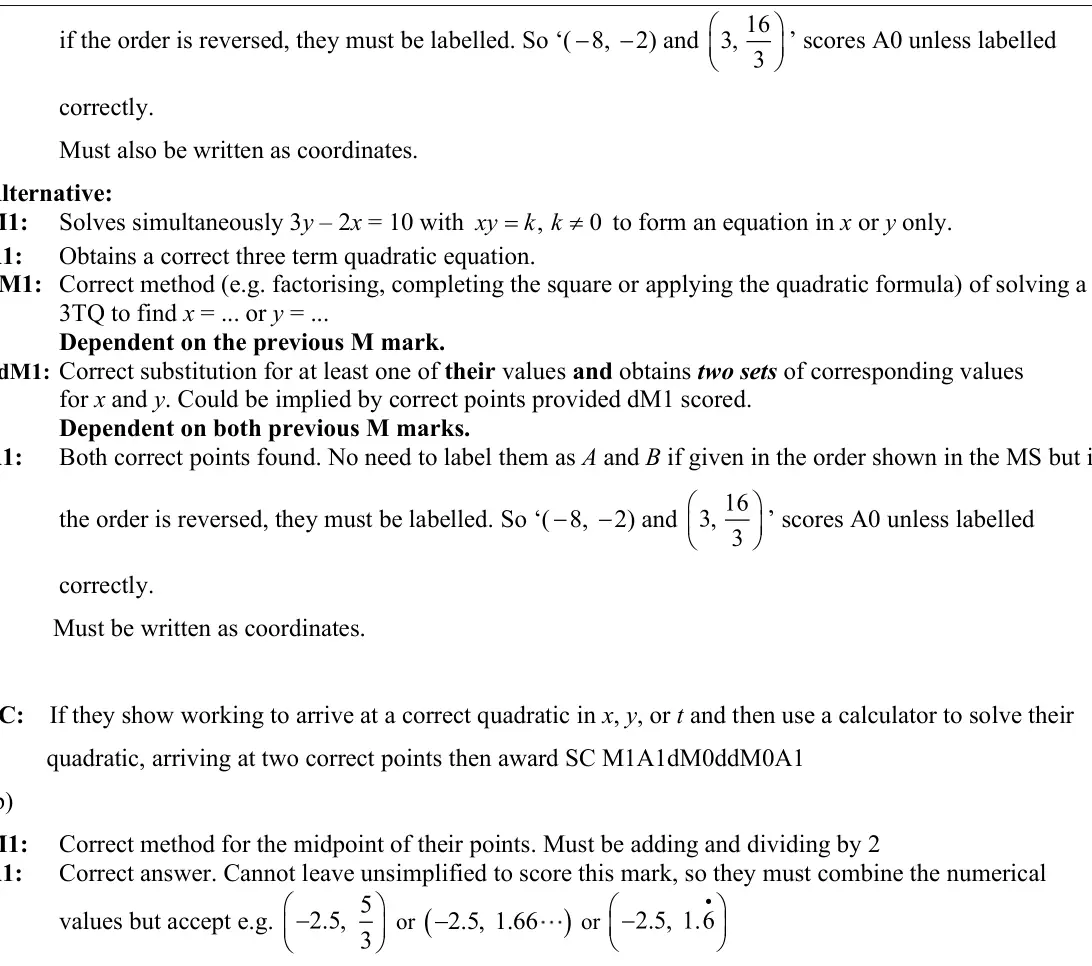 if the order is reversed, they must be labelled. So ‘(−8, −2) and (3, 16/3)’ scores A0 unless labelled
correctly.
Must also be written as coordinates.
lternative:
M1: Solves simultaneously 3y – 2x = 10 with xy = k, k ≠ 0 to form an equation in x or y only.
1: Obtains a correct three term quadratic equation.
M1: Correct method (e.g. factorising, completing the square or applying the quadratic formula) of solving a
3TQ to find x = ... or y = ...
Dependent on the previous M mark.
dM1: Correct substitution for at least one of their values and obtains two sets of corresponding values
for x and y. Could be implied by correct points provided dM1 scored.
Dependent on both previous M marks.
1: Both correct points found. No need to label them as A and B if given in the order shown in the MS but i
the order is reversed, they must be labelled. So ‘(−8, −2) and (3, 16/3)’ scores A0 unless labelled
correctly.
Must be written as coordinates.
C: If they show working to arrive at a correct quadratic in x, y, or t and then use a calculator to solve their
quadratic, arriving at two correct points then award SC M1A1dM0ddM0A1
)
1: Correct method for the midpoint of their points. Must be adding and dividing by 2
1: Correct answer. Cannot leave unsimplified to score this mark, so they must combine the numerical
values but accept e.g. (−2.5, 5/3) or (−2.5, 1.66⋯) or (−2.5, 1.6̇)